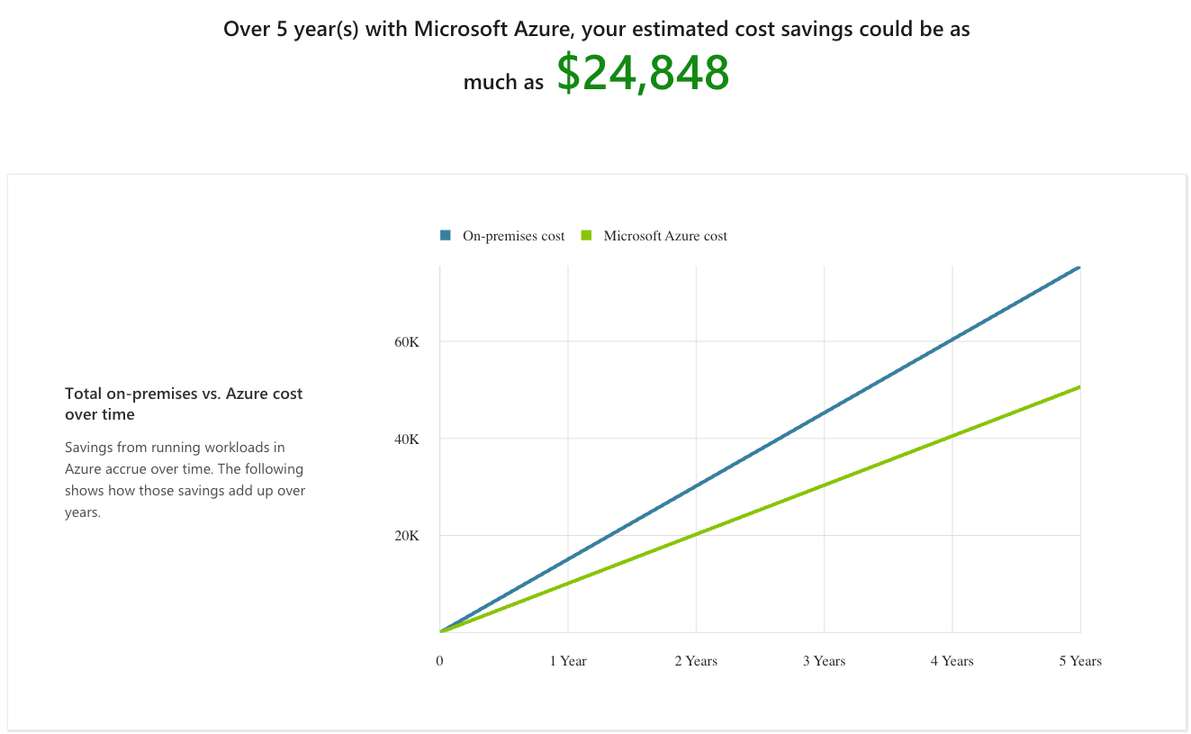 Over 5 year(s) with Microsoft Azure, your estimated cost savings could be as
much as $24,848
On-premises cost
Microsoft Azure cost
Total on-premises vs. Azure cost
over time
Savings from running workloads in
Azure accrue over time. The following
shows how those savings add up over
years.
60K
40K
20K
0 1 Year 2 Years 3 Years 4 Years 5 Years